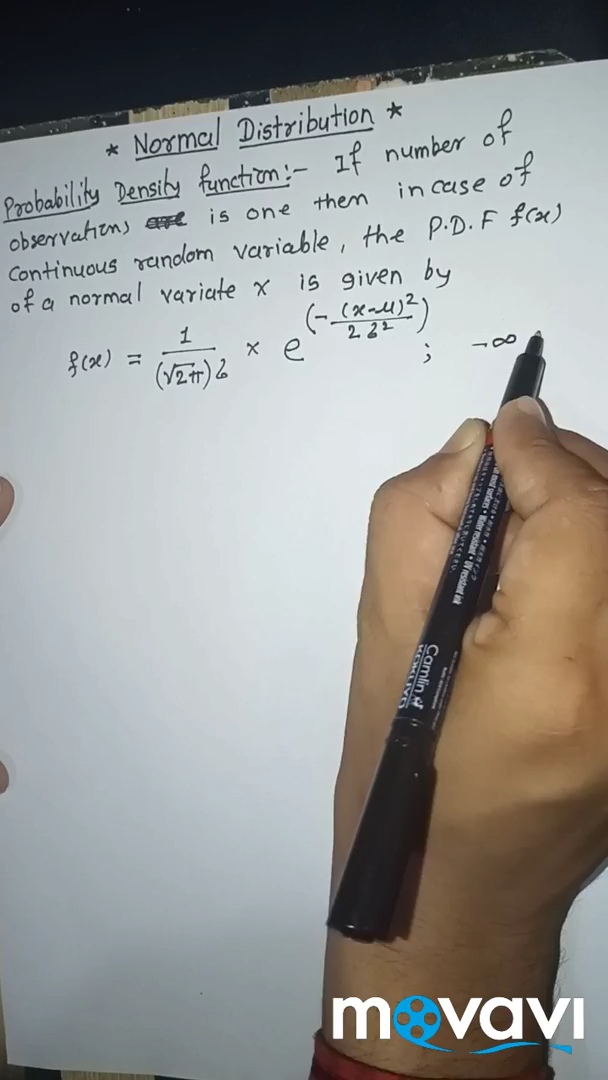 * Normal Distribution *
Probability Density function:- If number of
observations is one then in case of
continuous random variable, the P.D.F f(x)
of a normal variate x is given by
f(x) = 1/(√2π)σ × e^(-(x-μ)²/2σ²) ; -∞
Camlin
KOKUYO
movavi